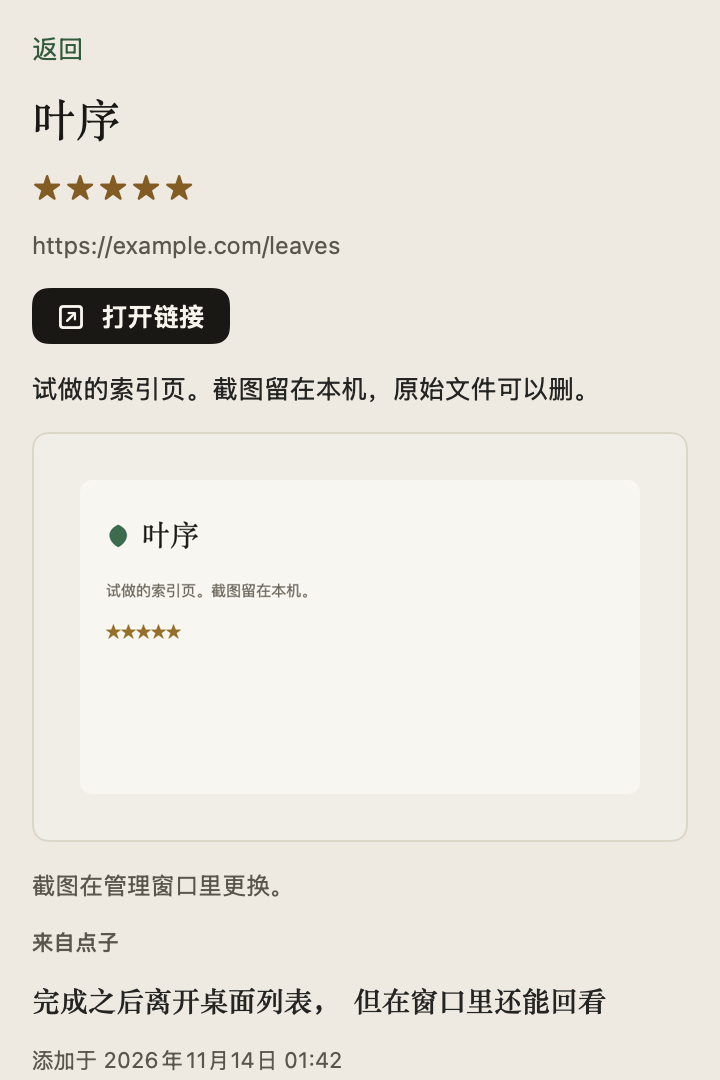 返回
叶序
★★★★★
https://example.com/leaves
打开链接
试做的索引页。截图留在本机，原始文件可以删。
叶序
试做的索引页。截图留在本机。
★★★★★
截图在管理窗口里更换。
来自点子
完成之后离开桌面列表， 但在窗口里还能回看
添加于 2026年11月14日 01:42